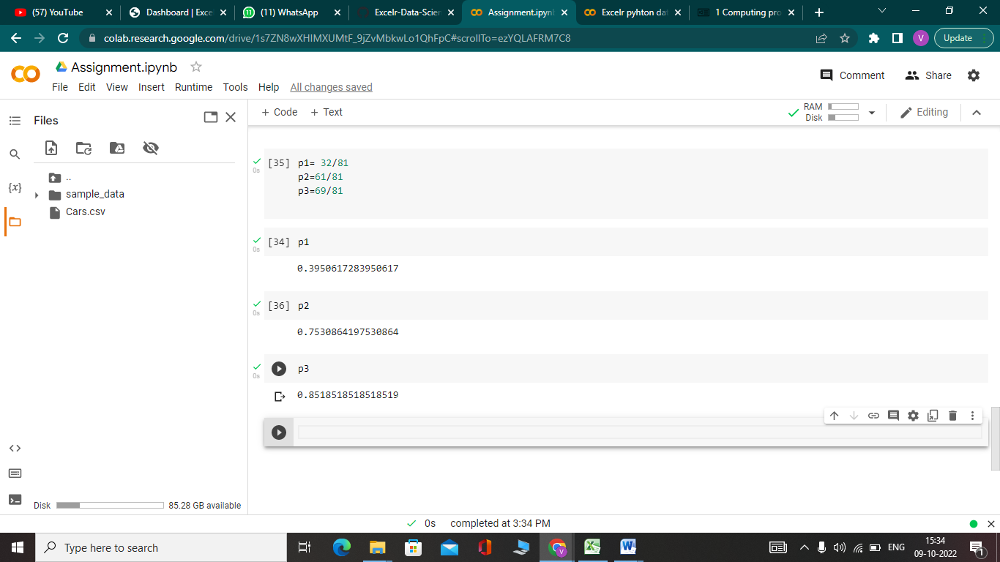 (57) YouTube
Dashboard | Exce
(11) WhatsApp
Excelr-Data-Scien
Assignment.ipynl
Excelr pyhton dat
1 Computing pro
colab.research.google.com/drive/1s7ZN8wXHIMXUMtF_9jZvMbkwLo1QhFpC#scrollTo=ezYQLAFRM7C8
V
Update
Assignment.ipynb
File Edit View Insert Runtime Tools Help All changes saved
Comment
Share
Files
+ Code + Text
RAM
Disk
Editing
..
sample_data
Cars.csv
{x}
[35] p1= 32/81
0s
p2=61/81
p3=69/81
[34] p1
0s
0.3950617283950617
[36] p2
0s
0.7530864197530864
p3
0s
0.8518518518518519
Disk
85.28 GB available
0s completed at 3:34 PM
Type here to search
ENG
15:34
09-10-2022
1